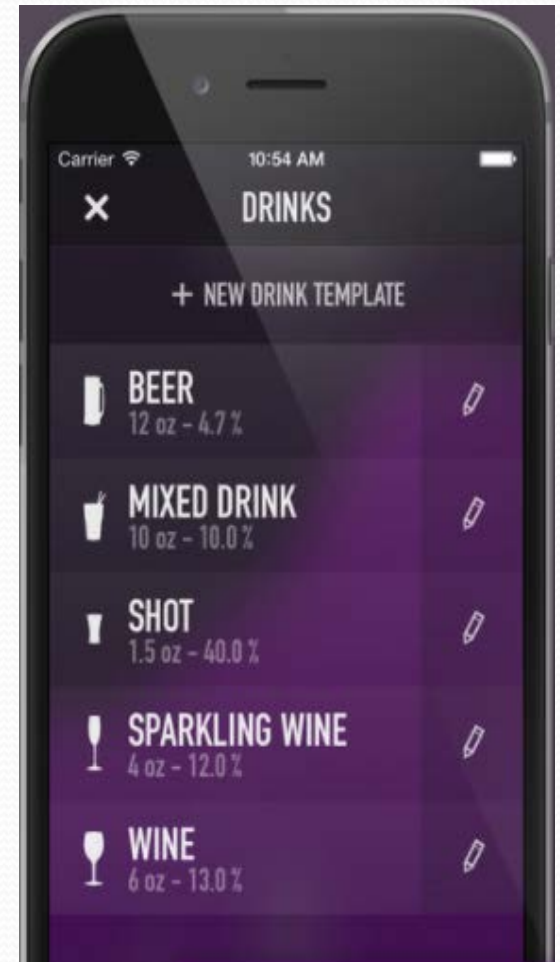 Carrier
10:54 AM
DRINKS
+ NEW DRINK TEMPLATE
BEER
12 oz - 4.7%
MIXED DRINK
10 oz - 10.0%
SHOT
1.5 oz - 40.0%
SPARKLING WINE
4 oz - 12.0%
WINE
6 oz - 13.0%